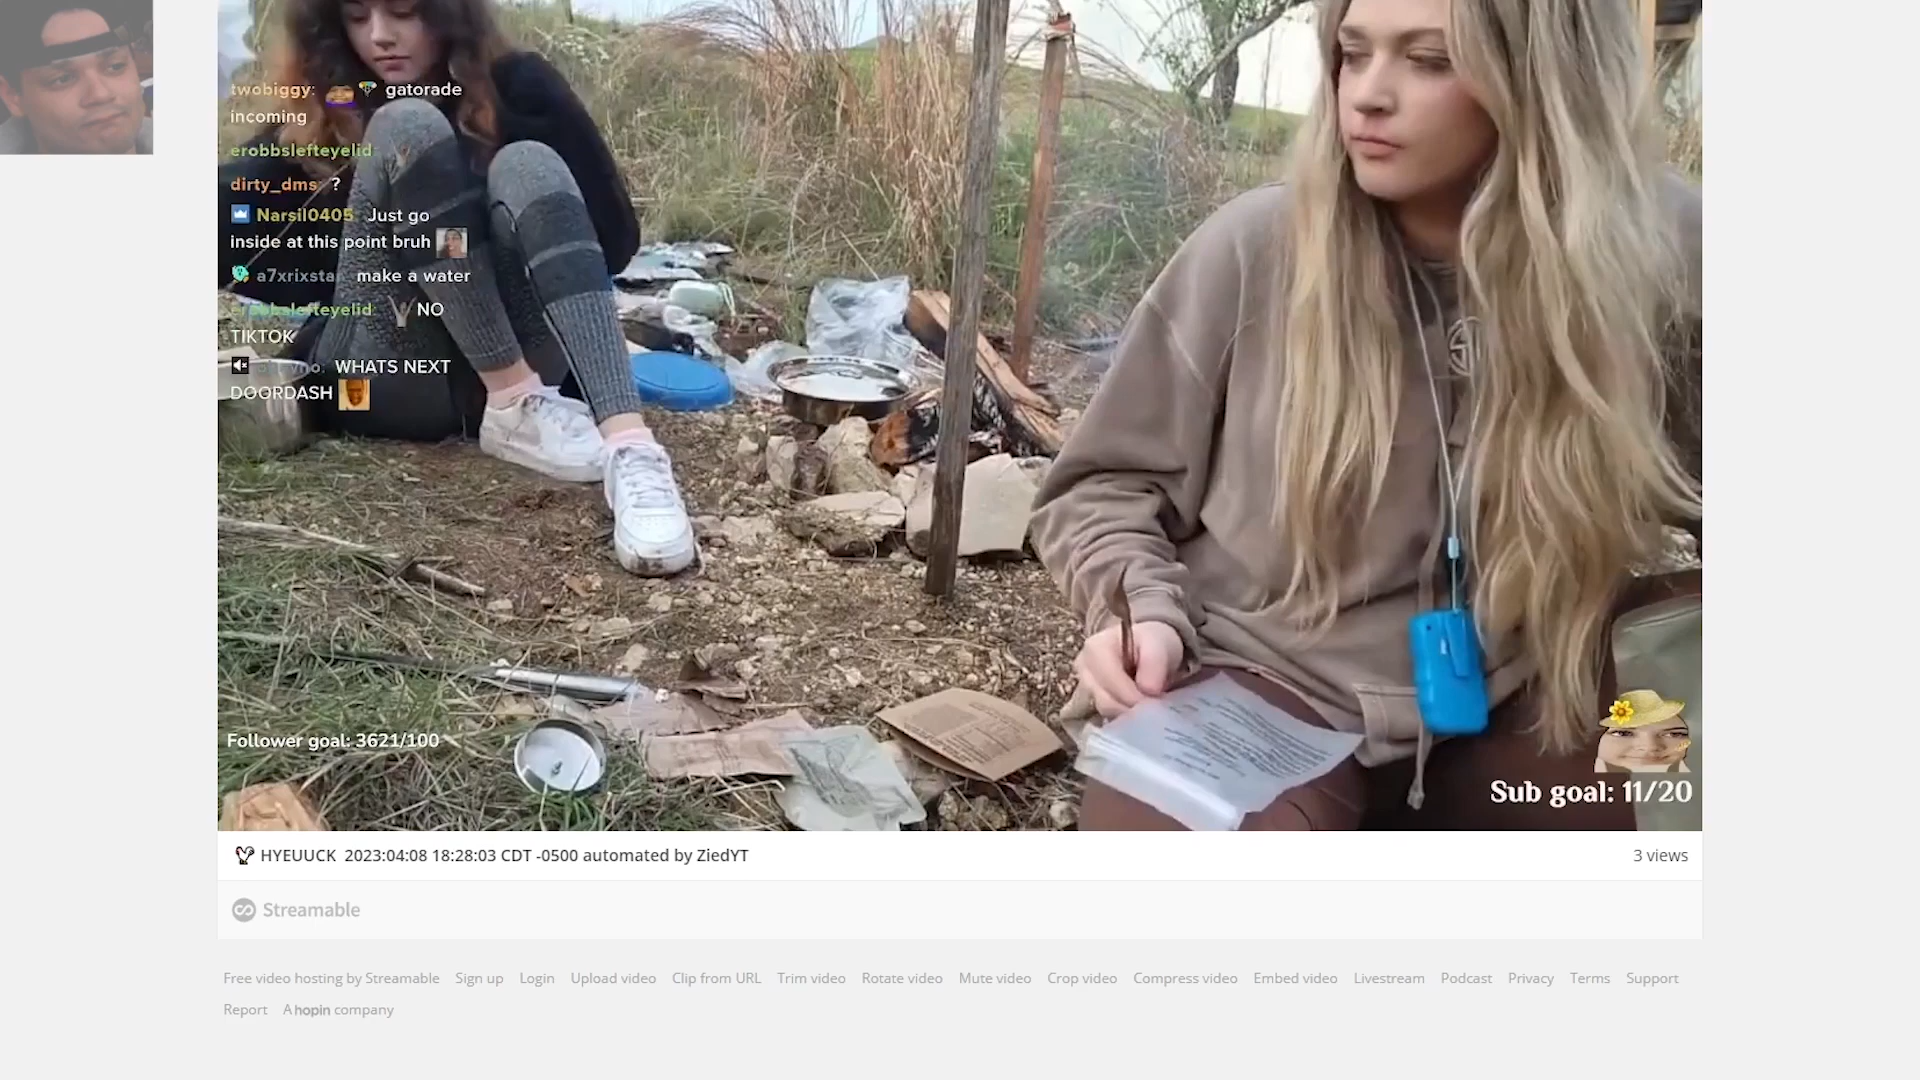 twobiggy: gatorade
incoming
erobbslefteyelid:
dirty_dms: ?
Narsil0405 Just go
inside at this point bruh
a7xrixstar make a water
erobbslefteyelid: NO
TIKTOK
WHATS NEXT
DOORDASH
Follower goal: 3621/100
Sub goal: 11/20
HYEUUCK 2023:04:08 18:28:03 CDT -0500 automated by ZiedYT
3 views
Streamable
Free video hosting by Streamable Sign up Login Upload video Clip from URL Trim video Rotate video Mute video Crop video Compress video Embed video Livestream Podcast Privacy Terms Support
Report A hopin company